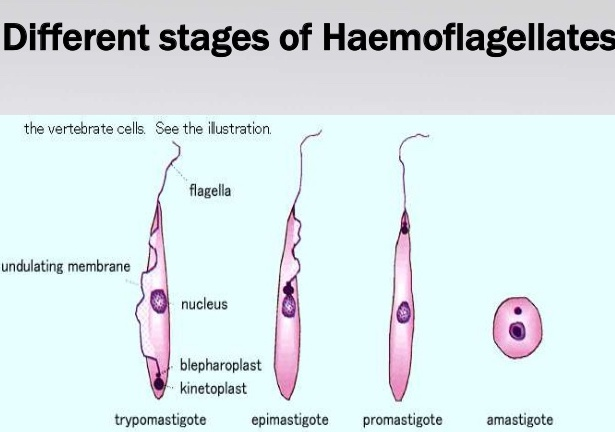 Different stages of Haemoflagellates
the vertebrate cells. See the illustration.
flagella
undulating membrane
nucleus
blepharoplast
kinetoplast
trypomastigote epimastigote promastigote amastigote